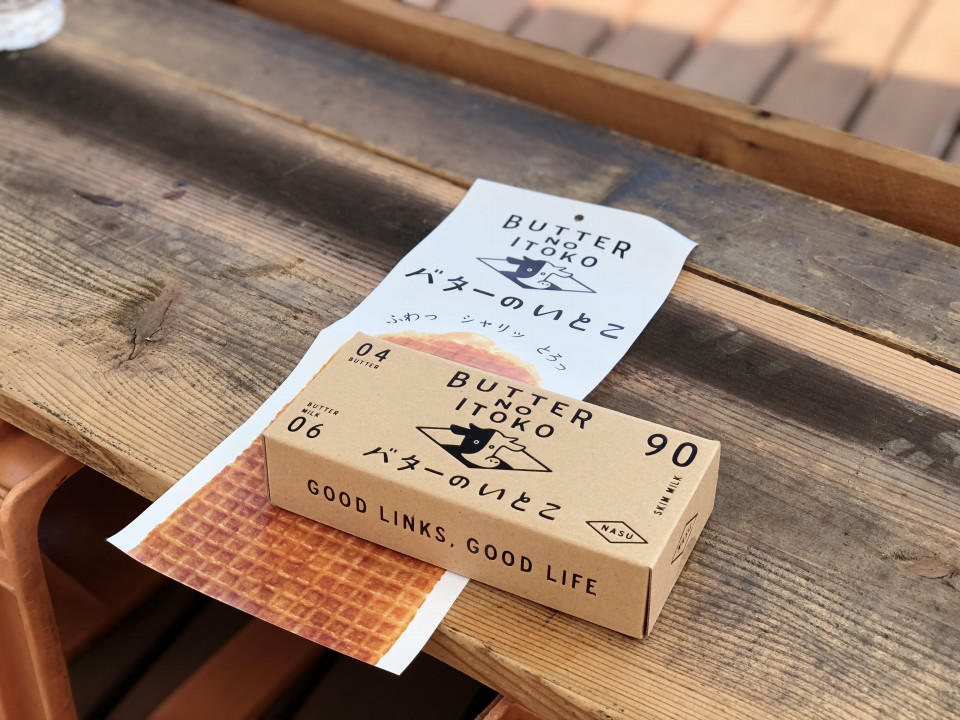 BUTTER
NO
ITOKO
バターのいとこ
ふわっ シャリッ とろっ
04
BUTTER
BUTTER
MILK
06
BUTTER
NO
ITOKO
バターのいとこ
90
SKIM MILK
NASU
GOOD LINKS, GOOD LIFE
NASU